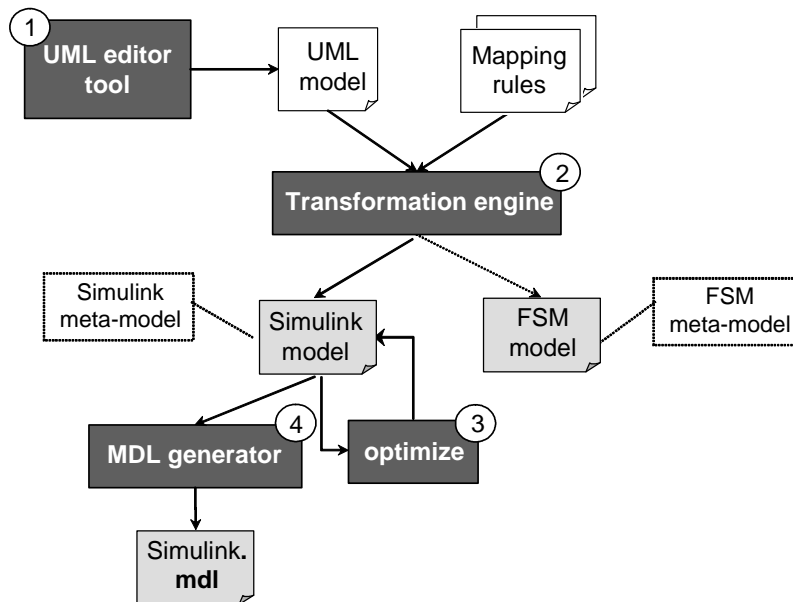 1
UML editor
tool
UML
model
Mapping
rules
2
Transformation engine
Simulink
meta-model
Simulink
model
FSM
model
FSM
meta-model
4
MDL generator
3
optimize
Simulink.
mdl